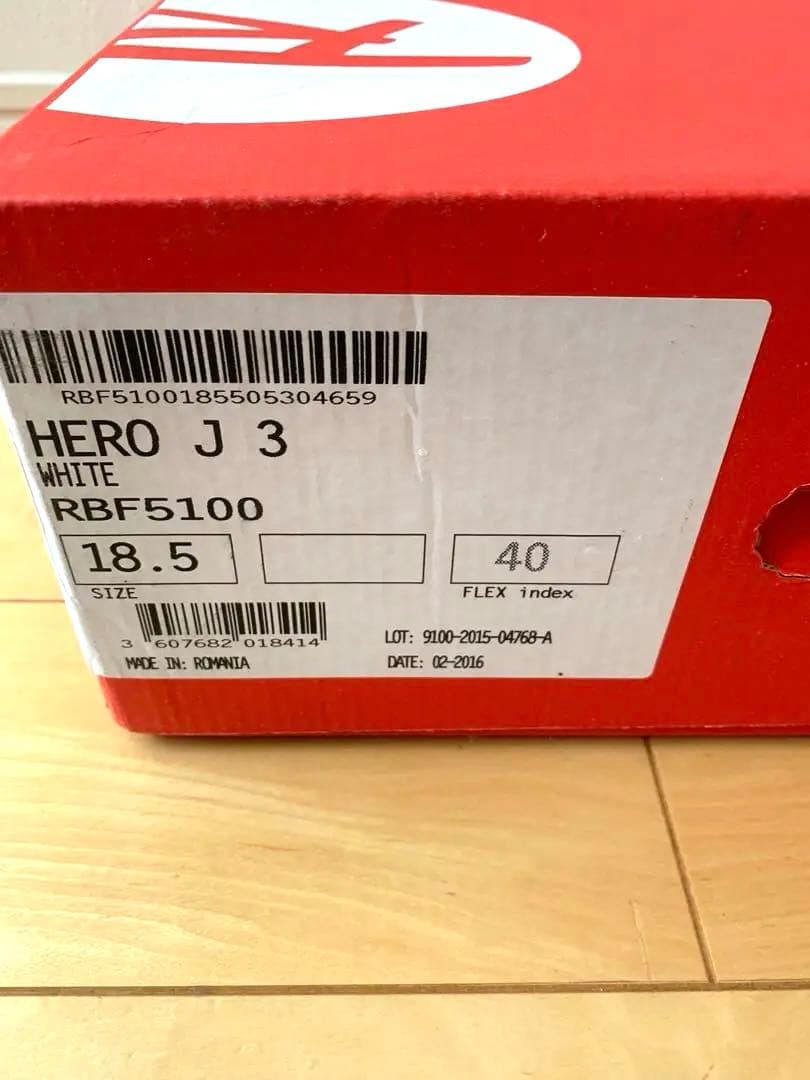 RBF5100185505304659
HERO J 3
WHITE
RBF5100
18.5 40
SIZE FLEX index
3 607682 018414
LOT: 9100-2015-04768-A
MADE IN: ROMANIA
DATE: 02-2016